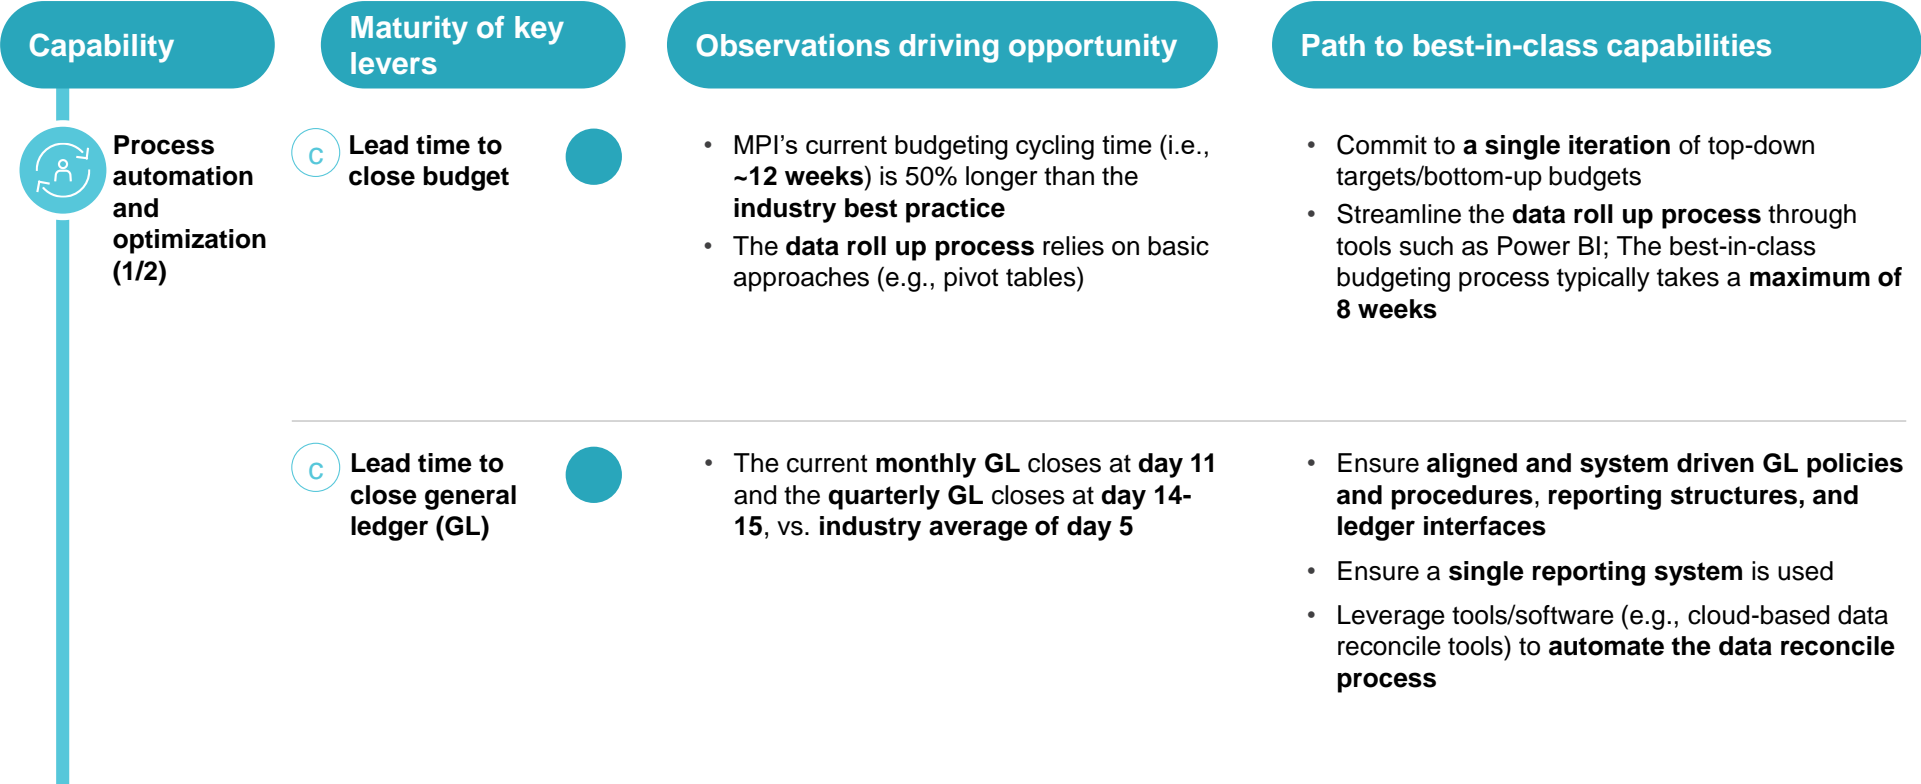 Capability
Maturity of key
levers
Observations driving opportunity
Path to best-in-class capabilities
Process
automation
and
optimization
(1/2)
C
Lead time to
close budget
• MPI's current budgeting cycling time (i.e.,
~12 weeks) is 50% longer than the
industry best practice
• The data roll up process relies on basic
approaches (e.g., pivot tables)
• Commit to a single iteration of top-down
targets/bottom-up budgets
• Streamline the data roll up process through
tools such as Power BI; The best-in-class
budgeting process typically takes a maximum of
8 weeks
C
Lead time to
close general
ledger (GL)
• The current monthly GL closes at day 11
and the quarterly GL closes at day 14-
15, vs. industry average of day 5
• Ensure aligned and system driven GL policies
and procedures, reporting structures, and
ledger interfaces
• Ensure a single reporting system is used
• Leverage tools/software (e.g., cloud-based data
reconcile tools) to automate the data reconcile
process